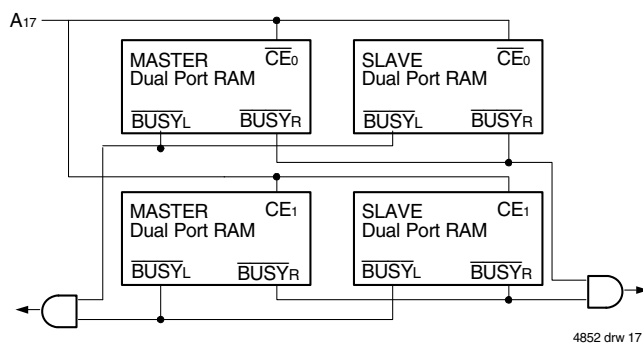 A17
MASTER CE0 SLAVE CE0
Dual Port RAM Dual Port RAM
BUSYL BUSYR BUSYL BUSYR
MASTER CE1 SLAVE CE1
Dual Port RAM Dual Port RAM
BUSYL BUSYR BUSYL BUSYR
4852 drw 17